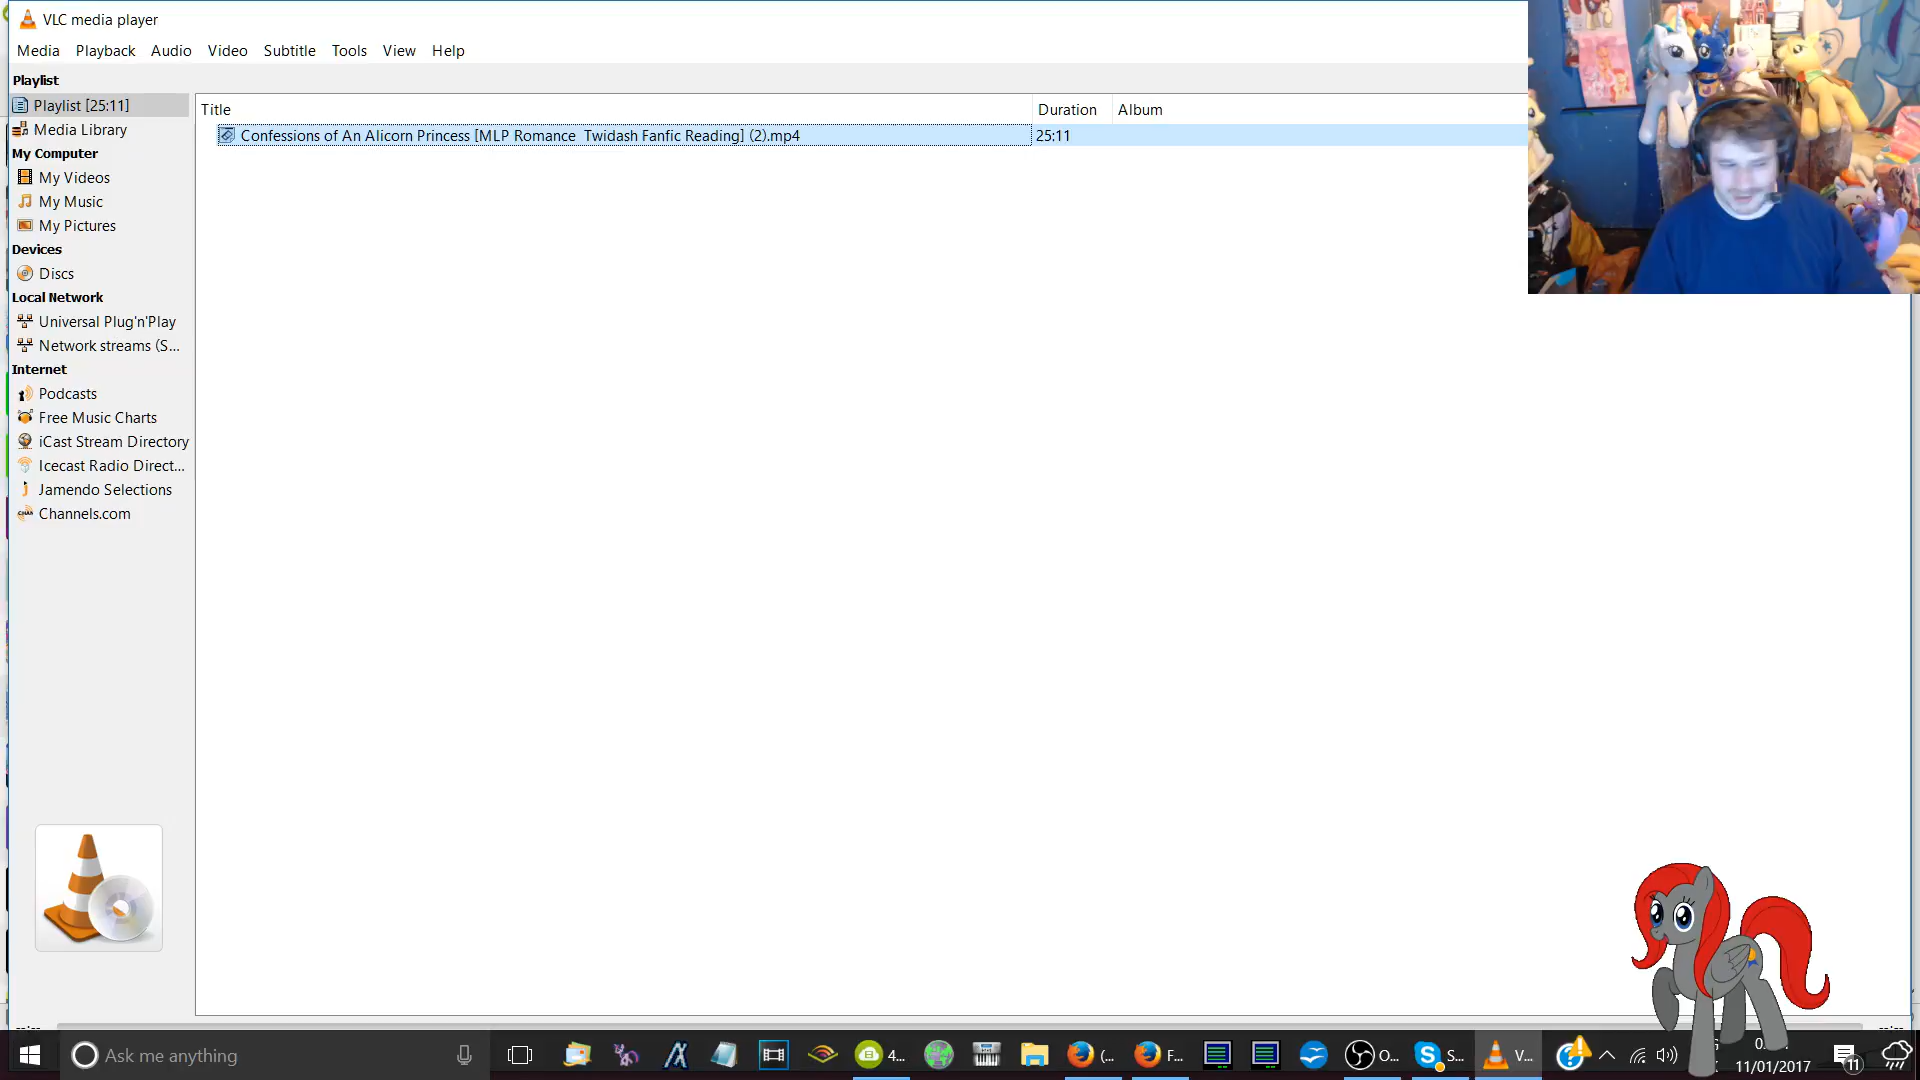 VLC media player
Media Playback Audio Video Subtitle Tools View Help
Playlist
Playlist [25:11]
Media Library
My Computer
My Videos
My Music
My Pictures
Devices
Discs
Local Network
Universal Plug'n'Play
Network streams (S...
Internet
Podcasts
Free Music Charts
iCast Stream Directory
Icecast Radio Direct...
Jamendo Selections
Channels.com
Title Duration Album
Confessions of An Alicorn Princess [MLP Romance  Twidash Fanfic Reading] (2).mp4 25:11
Ask me anything
4...
(...
F...
O...
S...
V...
11/01/2017
11